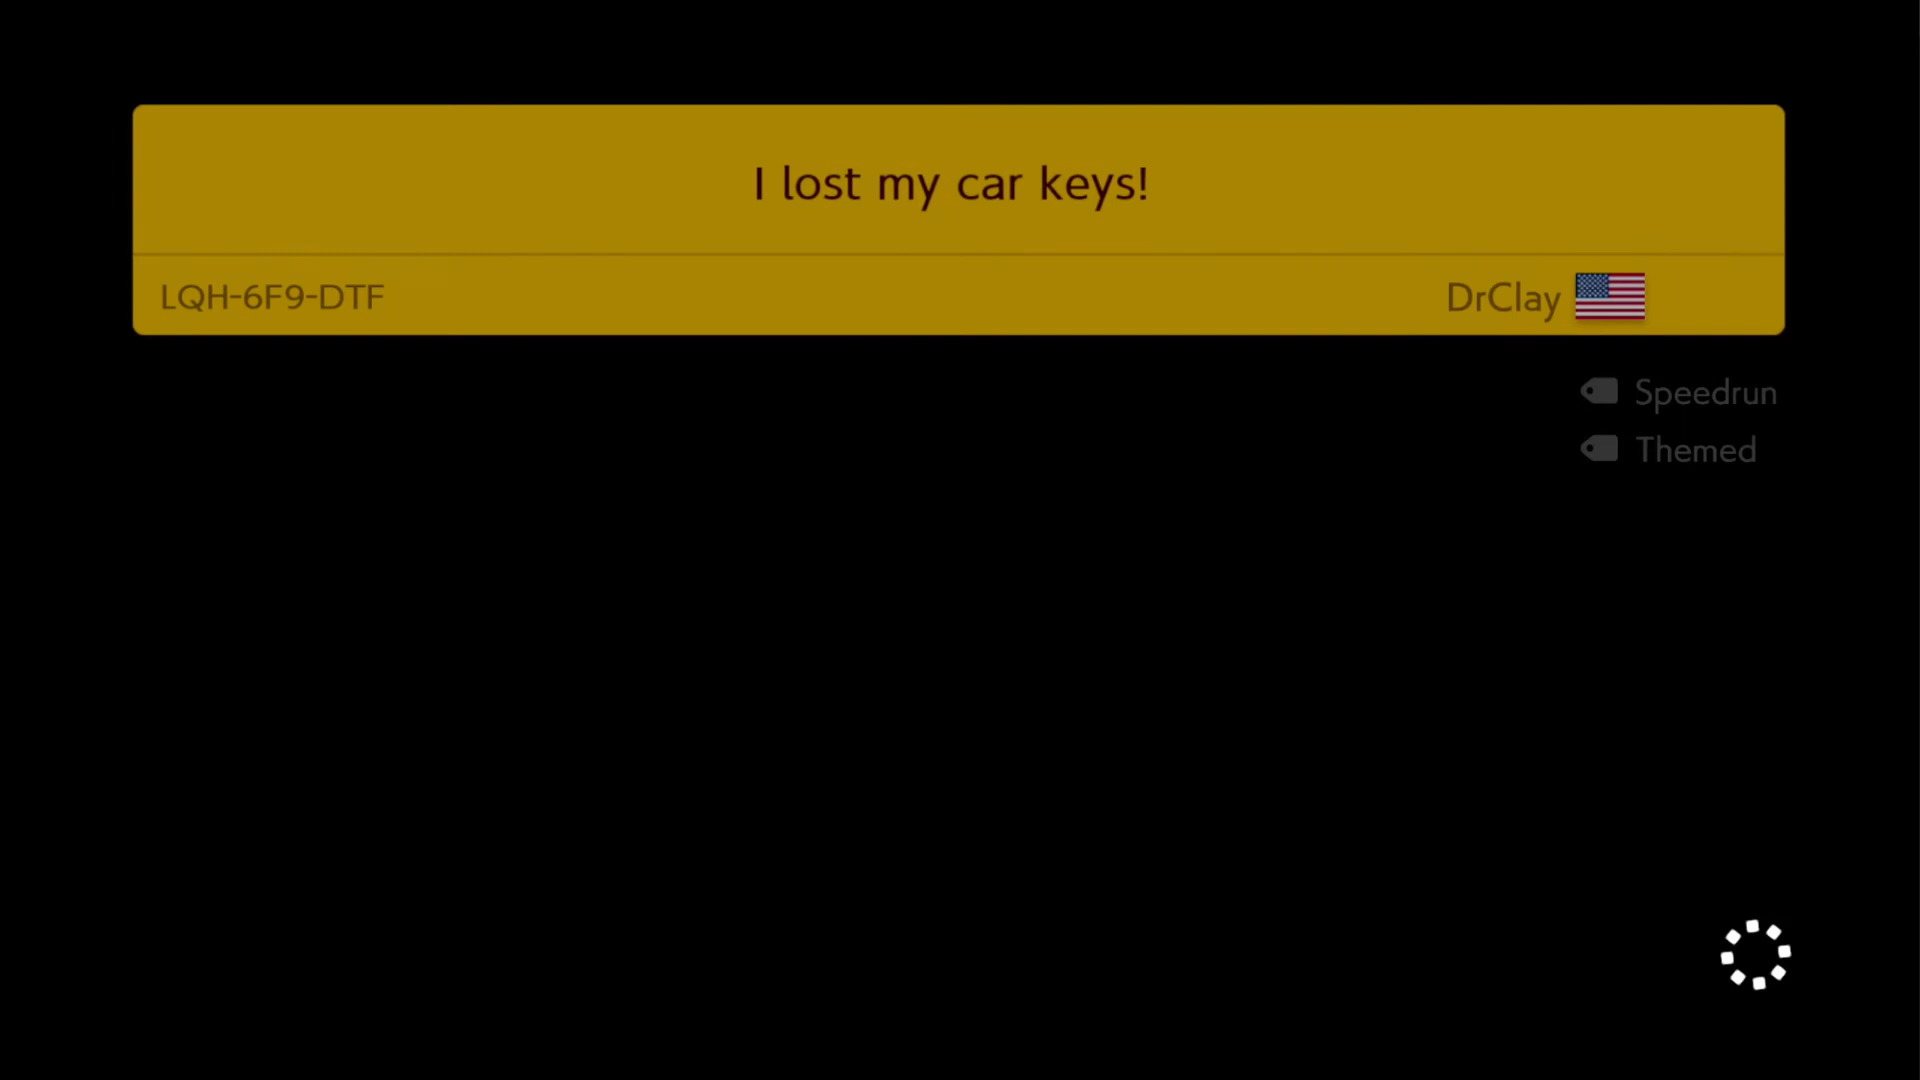 I lost my car keys!
LQH-6F9-DTF
DrClay
Speedrun
Themed